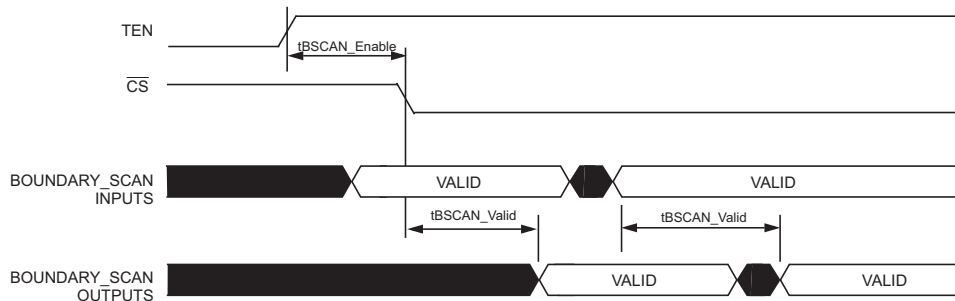 TEN
tBSCAN_Enable
CS
BOUNDARY_SCAN
INPUTS
VALID
VALID
tBSCAN_Valid
tBSCAN_Valid
BOUNDARY_SCAN
OUTPUTS
VALID
VALID